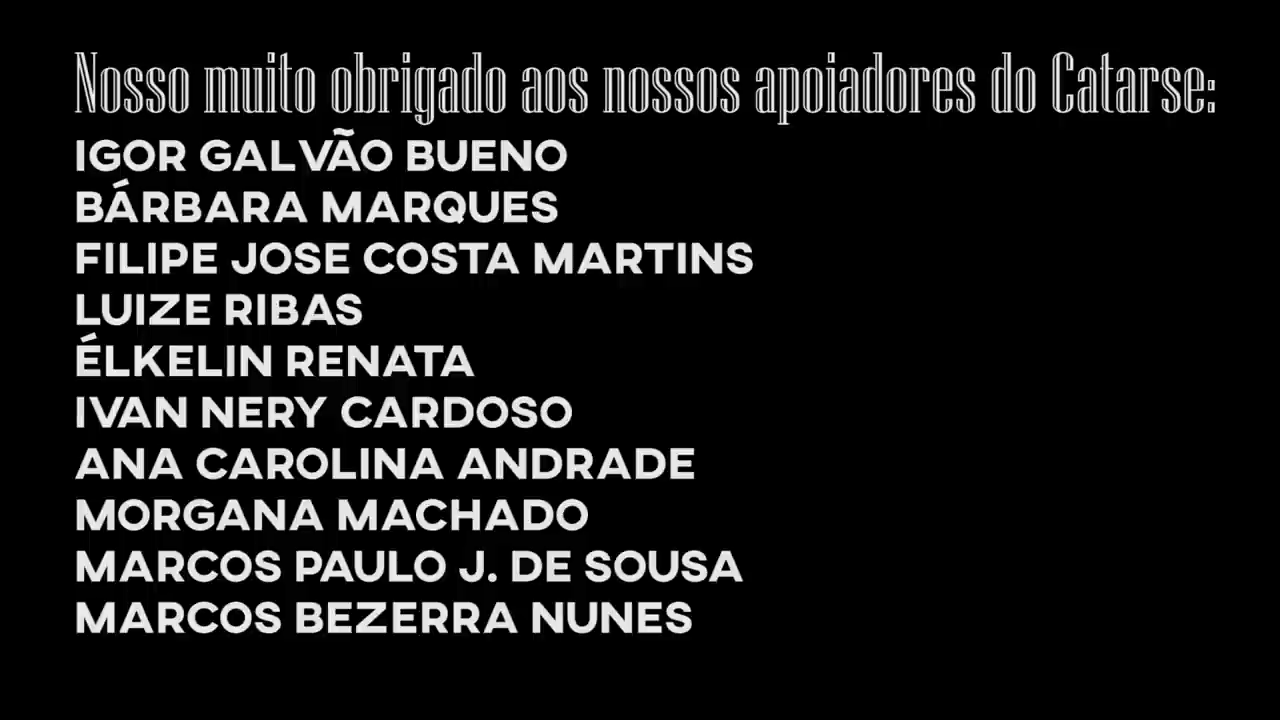 Nosso muito obrigado aos nossos apoiadores do Catarse:
IGOR GALVÃO BUENO
BÁRBARA MARQUES
FILIPE JOSE COSTA MARTINS
LUIZE RIBAS
ÉLKELIN RENATA
IVAN NERY CARDOSO
ANA CAROLINA ANDRADE
MORGANA MACHADO
MARCOS PAULO J. DE SOUSA
MARCOS BEZERRA NUNES